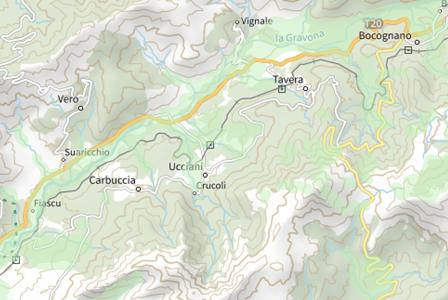 Vignale
T20
la Gravona
Bocognano
Tavera
Vero
Suaricchio
Ucciani
Carbuccia
Crucoli
Fiascu